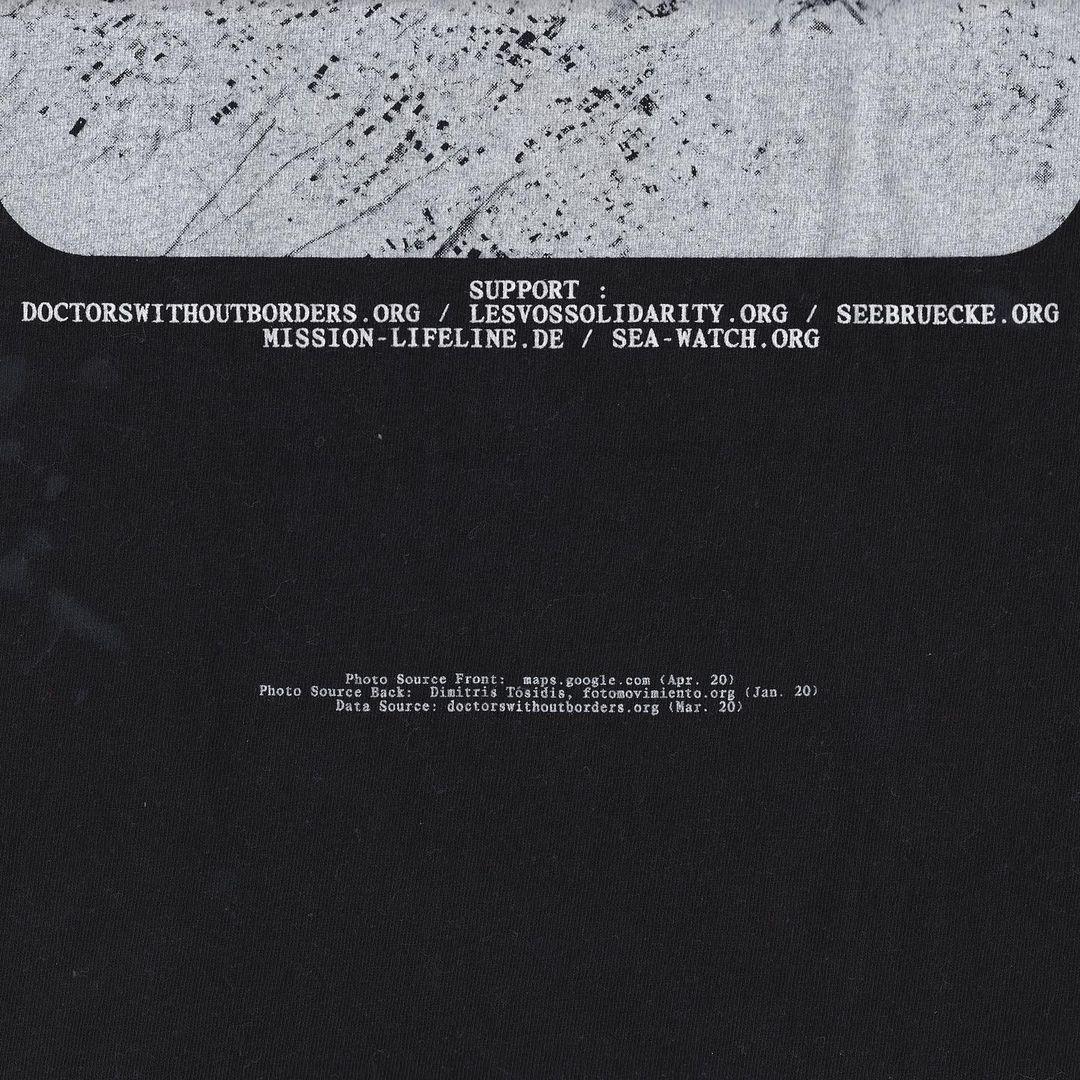 SUPPORT :
DOCTORSWITHOUTBORDERS.ORG / LESVOSSOLIDARITY.ORG / SEEBRUECKE.ORG
MISSION-LIFELINE.DE / SEA-WATCH.ORG
Photo Source Front: maps.google.com (Apr. 20)
Photo Source Back: Dimitris Tosidis, fotomovimiento.org (Jan. 20)
Data Source: doctorswithoutborders.org (Mar. 20)